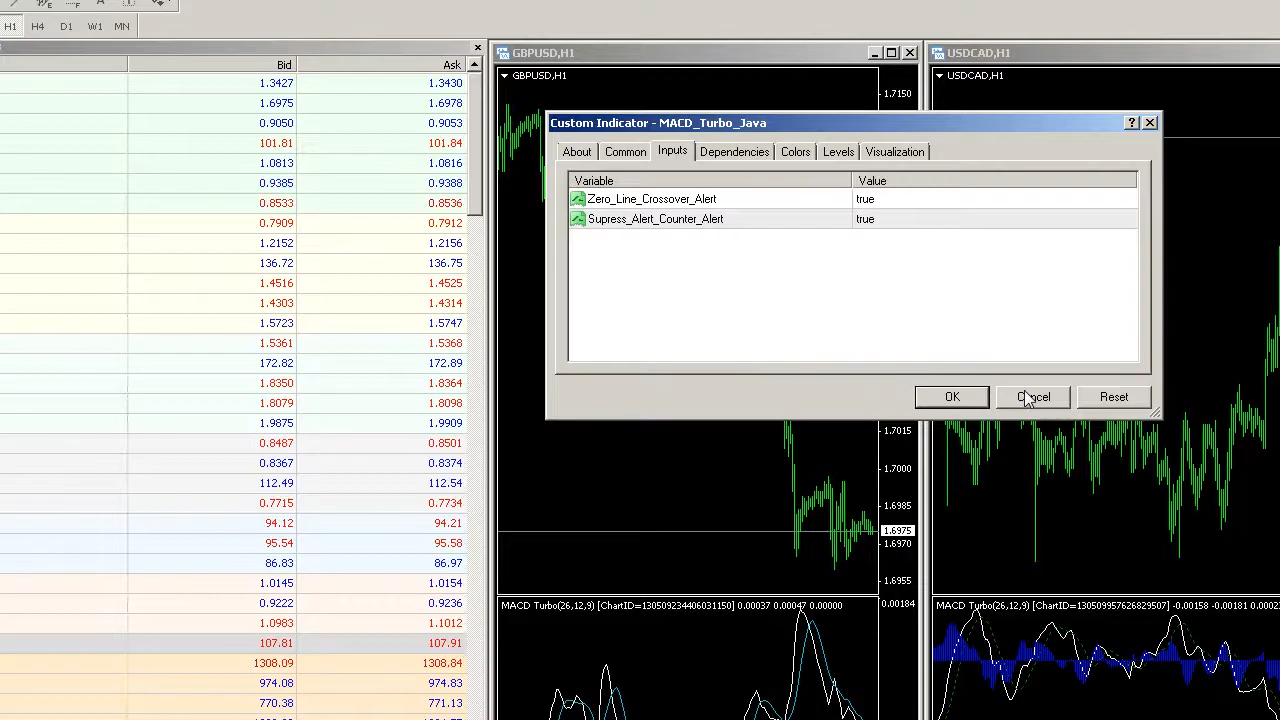 H1 H4 D1 W1 MN
Bid Ask
1.3427 1.3430
1.6975 1.6978
0.9050 0.9053
101.81 101.84
1.0813 1.0816
0.9385 0.9388
0.8533 0.8536
0.7909 0.7912
1.2152 1.2156
136.72 136.75
1.4516 1.4525
1.4303 1.4314
1.5723 1.5747
1.5361 1.5368
172.82 172.89
1.8350 1.8364
1.8079 1.8098
1.9875 1.9909
0.8487 0.8501
0.8367 0.8374
112.49 112.54
0.7715 0.7734
94.12 94.21
95.54 95.58
86.83 86.97
1.0145 1.0154
0.9222 0.9236
1.0983 1.1012
107.81 107.91
1308.09 1308.84
974.08 974.83
770.38 771.13
GBPUSD,H1
GBPUSD,H1
1.7150
Custom Indicator - MACD_Turbo_Java
About Common Inputs Dependencies Colors Levels Visualization
Variable Value
Zero_Line_Crossover_Alert true
Supress_Alert_Counter_Alert true
OK Cancel Reset
1.7015
1.7000
1.6985
1.6975
1.6970
1.6955
MACD Turbo(26,12,9) [ChartID=130509234406031150] 0.00037 0.00047 0.00000
0.00184
USDCAD,H1
USDCAD,H1
MACD Turbo(26,12,9) [ChartID=130509957626829507] -0.00158 -0.00181